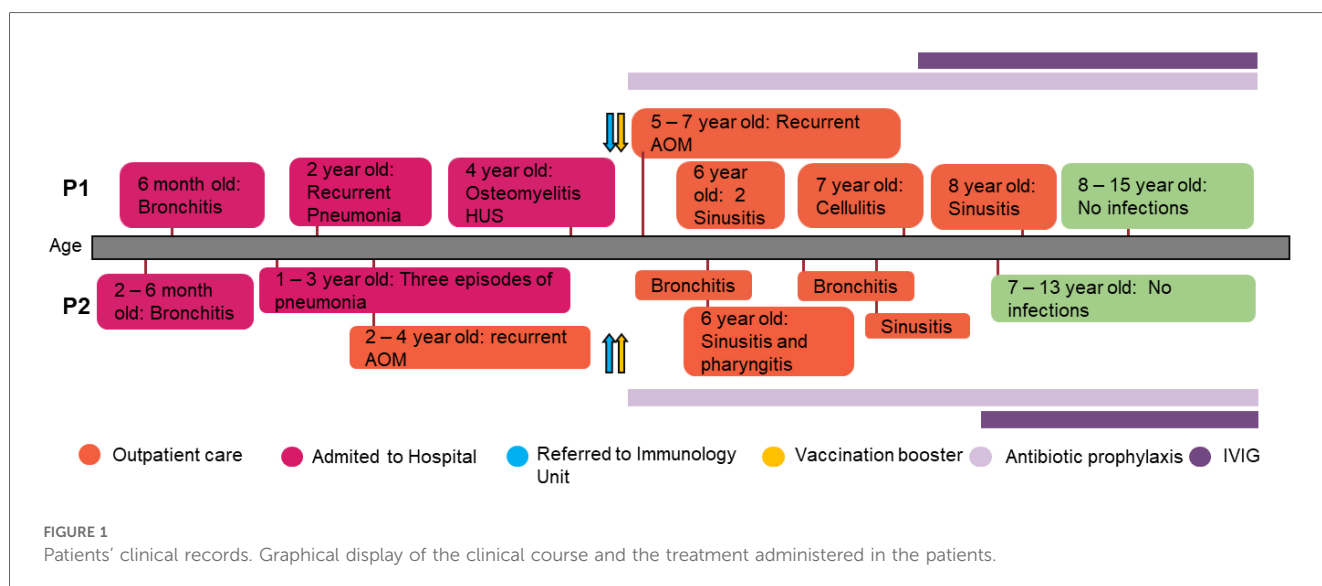 5 – 7 year old: Recurrent
AOM
P1
6 month old:
Bronchitis
2 year old:
Recurrent
Pneumonia
4 year old:
Osteomyelitis
HUS
6 year
old: 2
Sinusitis
7 year old:
Cellulitis
8 year old:
Sinusitis
8 – 15 year old:
No infections
Age
P2
2 – 6 month
old: Bronchitis
1 – 3 year old: Three episodes of
pneumonia
2 – 4 year old: recurrent
AOM
Bronchitis
6 year old:
Sinusitis and
pharyngitis
Bronchitis
Sinusitis
7 – 13 year old: No
infections
Outpatient care
Admited to Hospital
Referred to Immunology
Unit
Vaccination booster
Antibiotic prophylaxis
IVIG
FIGURE 1
Patients' clinical records. Graphical display of the clinical course and the treatment administered in the patients.